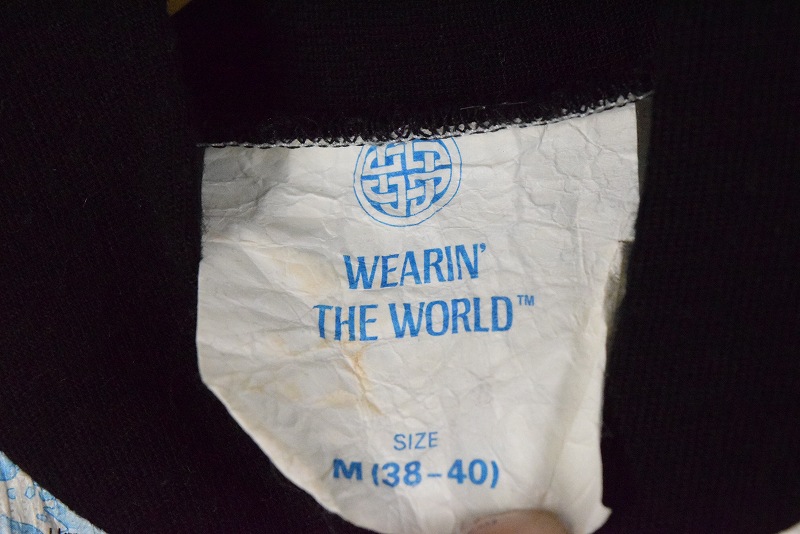 WEARIN'
THE WORLD™
SIZE
M (38-40)